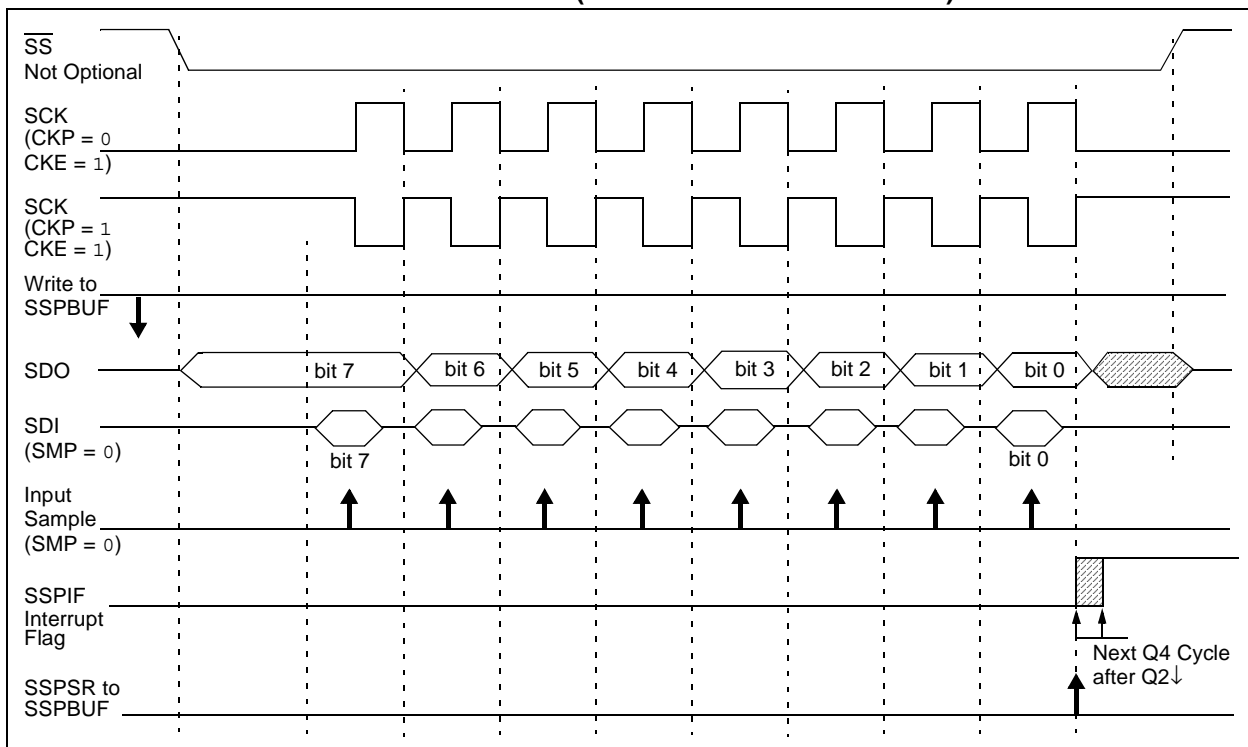 SS
Not Optional
SCK
(CKP = 0
CKE = 1)
SCK
(CKP = 1
CKE = 1)
Write to
SSPBUF
SDO
bit 7
bit 6
bit 5
bit 4
bit 3
bit 2
bit 1
bit 0
SDI
(SMP = 0)
bit 7
bit 0
Input
Sample
(SMP = 0)
SSPIF
Interrupt
Flag
Next Q4 Cycle
after Q2↓
SSPSR to
SSPBUF